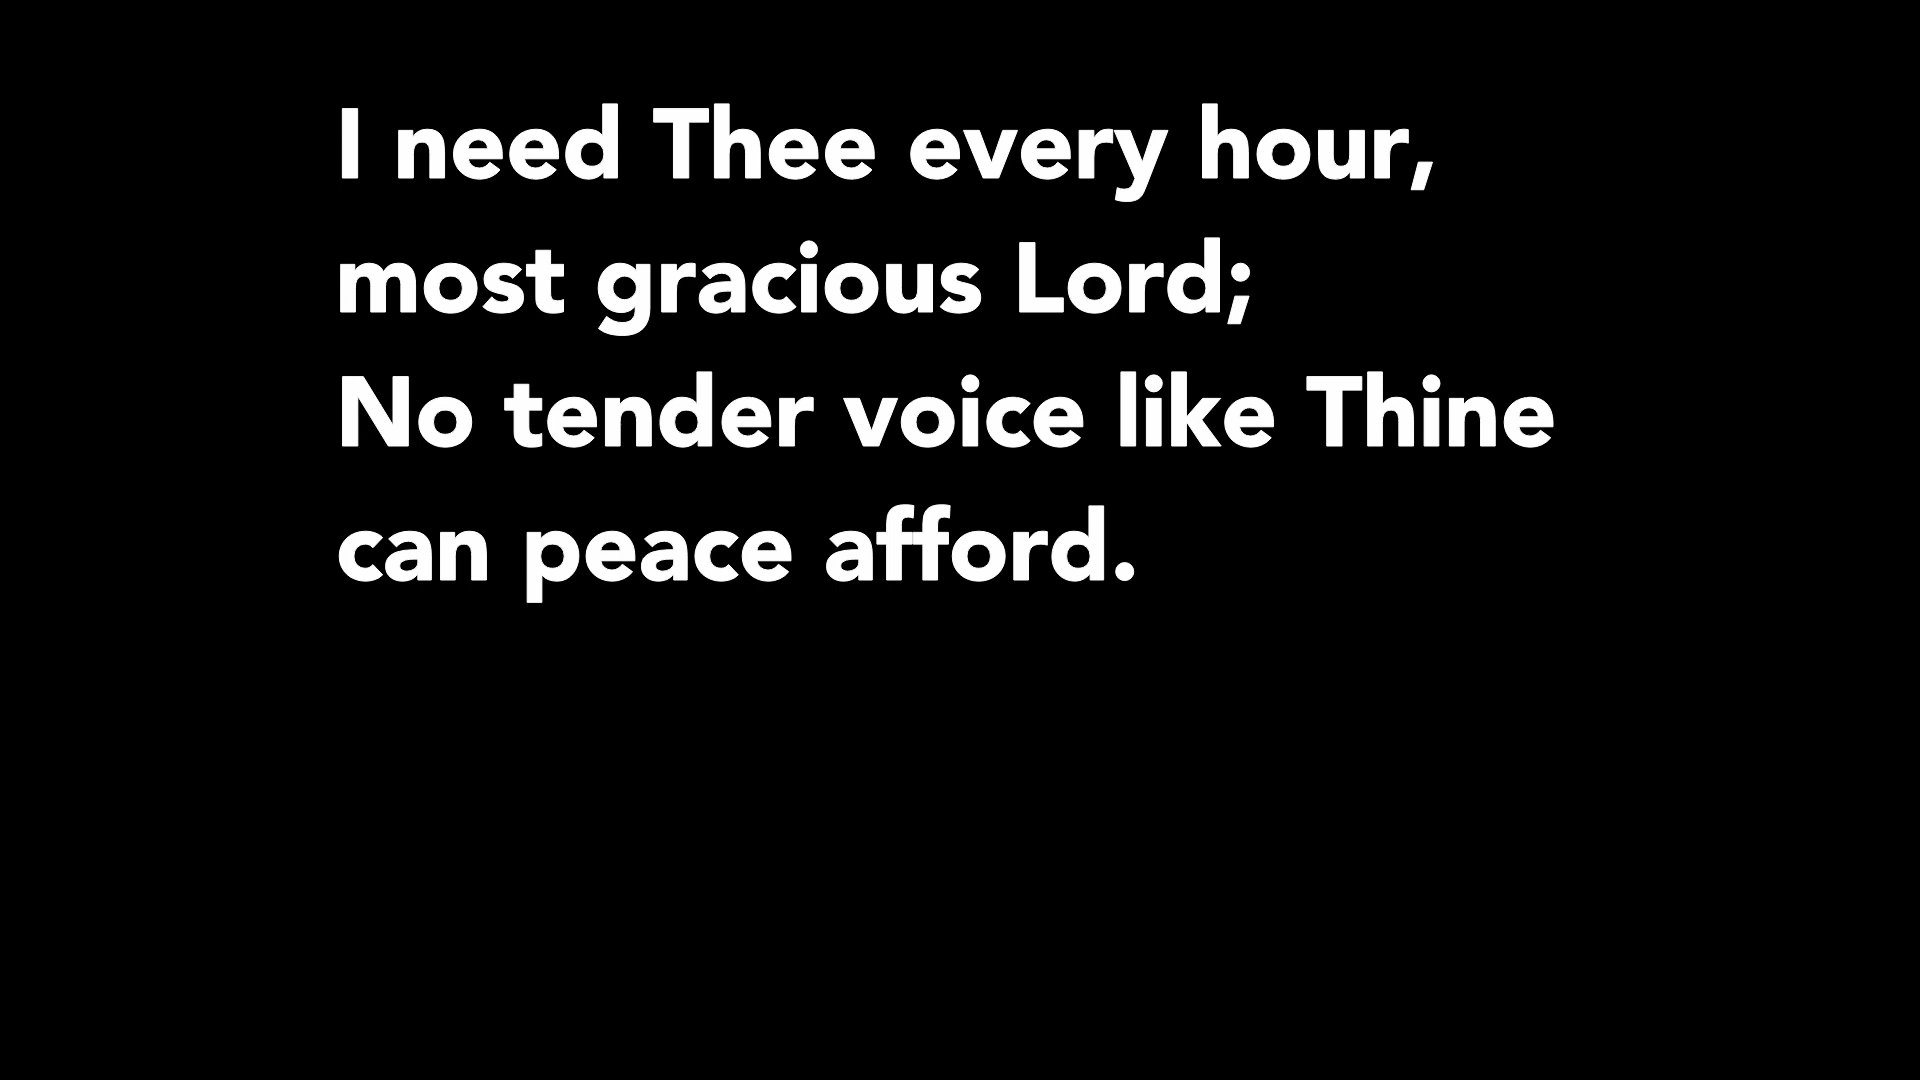 I need Thee every hour,
most gracious Lord;
No tender voice like Thine
can peace afford.